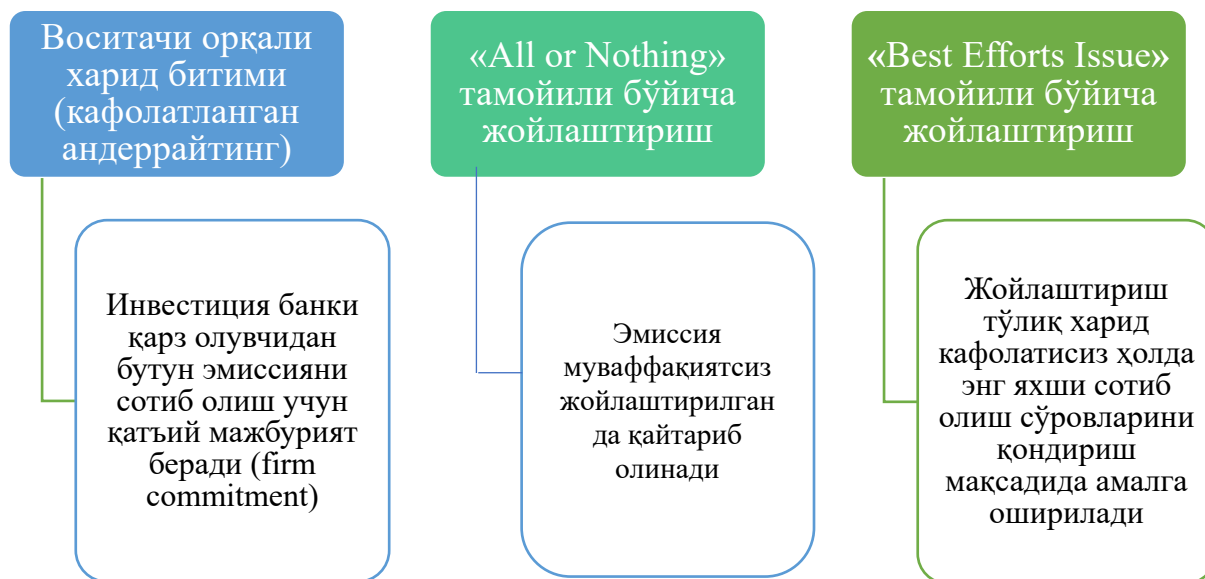 Воситачи орқали
харид битими
(кафолатланган
андеррайтинг)
Инвестиция банки
қарз олувчидан
бутун эмиссияни
сотиб олиш учун
қатъий мажбурият
беради (firm
commitment)
«All or Nothing»
тамойили бўйича
жойлаштириш
Эмиссия
муваффақиятсиз
жойлаштирилган
да қайтариб
олинади
«Best Efforts Issue»
тамойили бўйича
жойлаштириш
Жойлаштириш
тўлиқ харид
кафолатисиз ҳолда
энг яхши сотиб
олиш сўровларини
қондириш
мақсадида амалга
оширилади